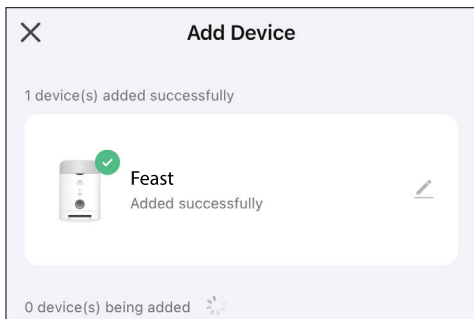 Add Device
1 device(s) added successfully
Feast
Added successfully
0 device(s) being added